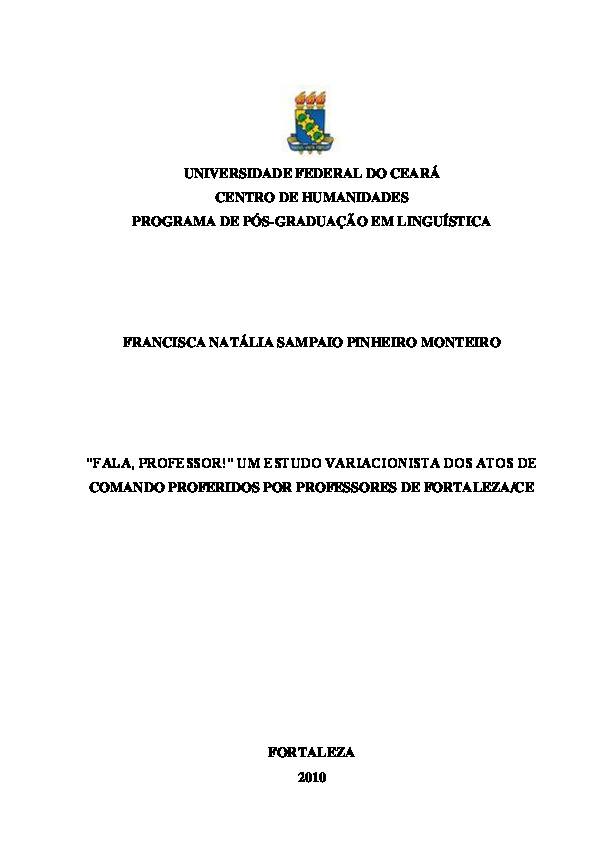 UNIVERSIDADE FEDERAL DO CEARÁ
CENTRO DE HUMANIDADES
PROGRAMA DE PÓS-GRADUAÇÃO EM LINGUÍSTICA
FRANCISCA NATÁLIA SAMPAIO PINHEIRO MONTEIRO
"FALA, PROFESSOR!" UM ESTUDO VARIACIONISTA DOS ATOS DE
COMANDO PROFERIDOS POR PROFESSORES DE FORTALEZA/CE
FORTALEZA
2010